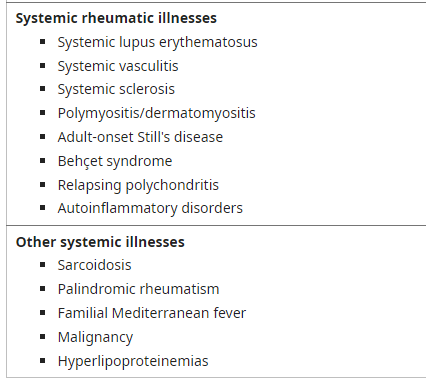 Systemic rheumatic illnesses
▪ Systemic lupus erythematosus
▪ Systemic vasculitis
▪ Systemic sclerosis
▪ Polymyositis/dermatomyositis
▪ Adult-onset Still's disease
▪ Behçet syndrome
▪ Relapsing polychondritis
▪ Autoinflammatory disorders
Other systemic illnesses
▪ Sarcoidosis
▪ Palindromic rheumatism
▪ Familial Mediterranean fever
▪ Malignancy
▪ Hyperlipoproteinemias